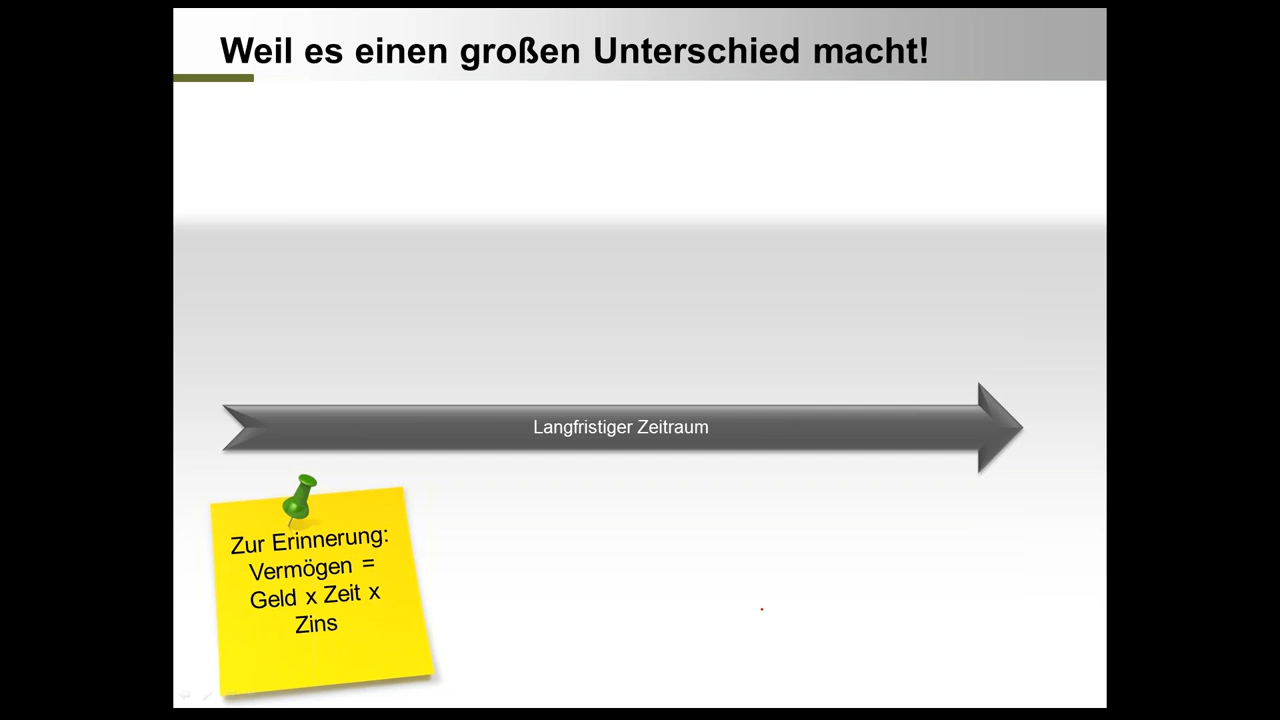 Weil es einen großen Unterschied macht!
Langfristiger Zeitraum
Zur Erinnerung:
Vermögen =
Geld x Zeit x
Zins